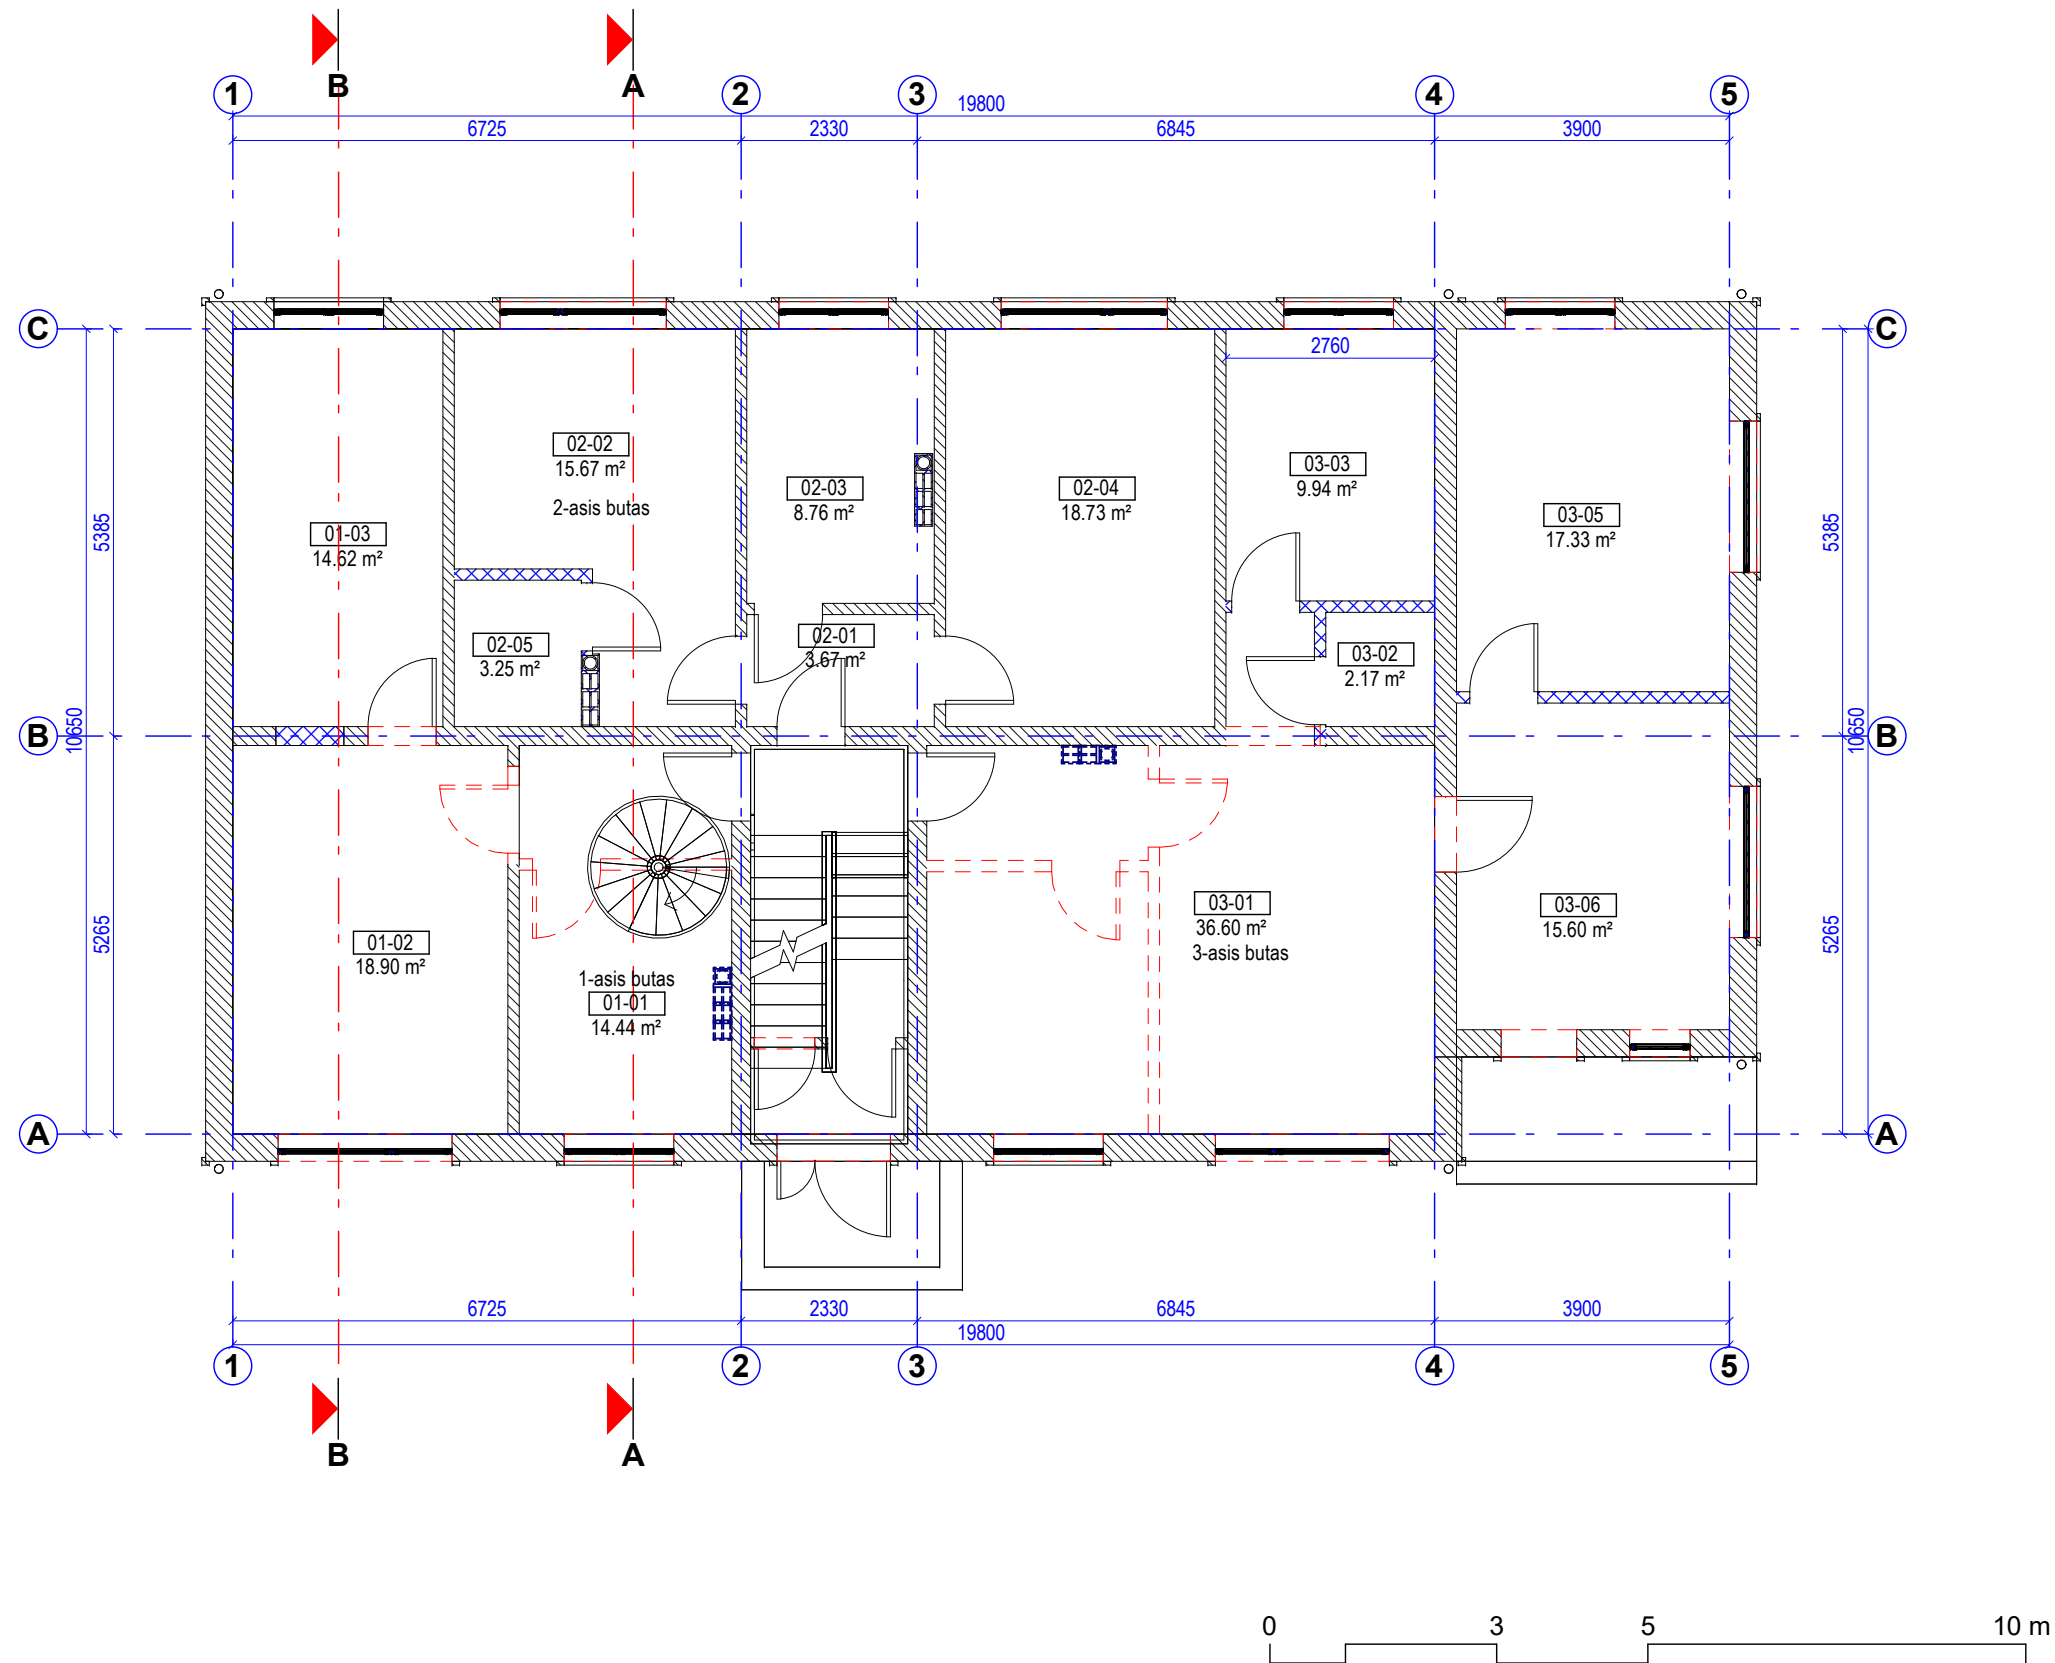 B
A
1
2
3
4
5
19800
6725
2330
6845
3900
C
C
2760
02-02
15.67 m²
2-asis butas
03-03
9.94 m²
02-03
8.76 m²
02-04
18.73 m²
03-05
17.33 m²
01-03
14.62 m²
5385
5385
02-05
3.25 m²
02-01
3.67 m²
03-02
2.17 m²
B
10650
10650
B
03-01
36.60 m²
3-asis butas
03-06
15.60 m²
01-02
18.90 m²
5265
5265
1-asis butas
01-01
14.44 m²
A
A
6725
2330
6845
3900
19800
1
2
3
4
5
B
A
0
3
5
10 m